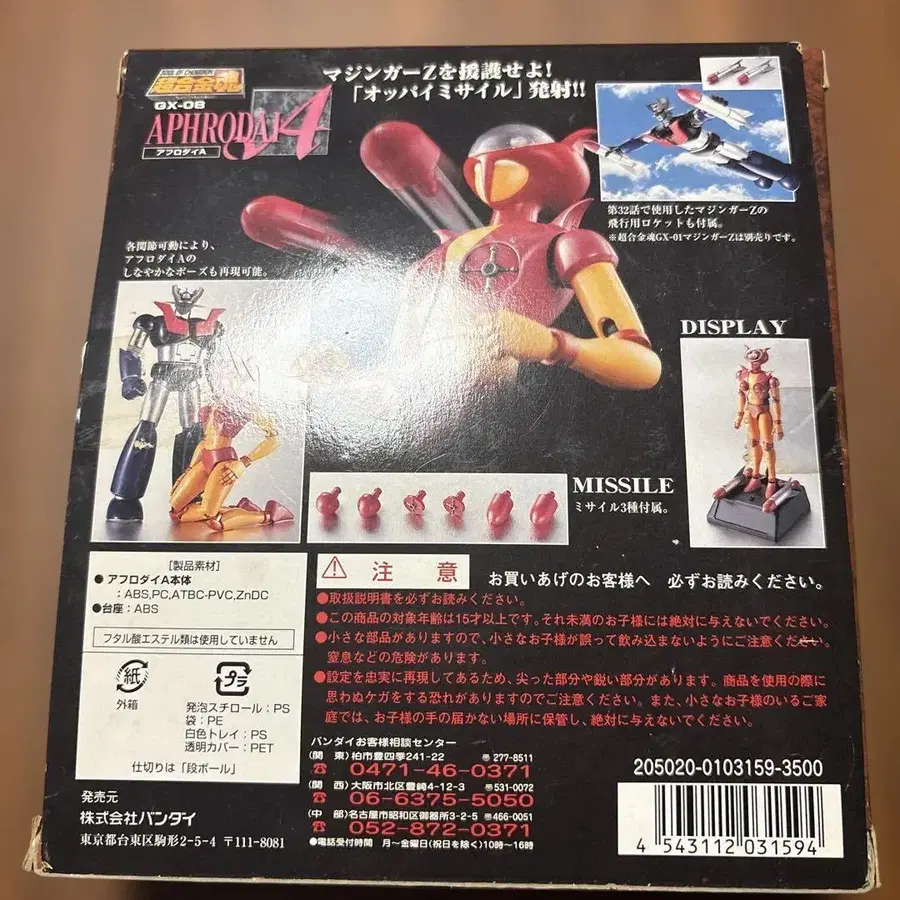 SOUL OF CHOGOKIN
超合金魂
GX-08
APHRODAI A
アフロダイA
マジンガーZを援護せよ!
「オッパイミサイル」発射!!
第32話で使用したマジンガーZの
飛行用ロケットも付属。
※超合金魂GX-01マジンガーZは別売りです。
各関節可動により、
アフロダイAの
しなやかなポーズも再現可能。
DISPLAY
MISSILE
ミサイル3種付属。
[製品素材]
●アフロダイA本体
:ABS,PC,ATBC-PVC,ZnDC
●台座:ABS
フタル酸エステル類は使用していません
紙
外箱
プラ
発泡スチロール:PS
袋:PE
白色トレイ:PS
透明カバー:PET
仕切りは「段ボール」
発売元
株式会社バンダイ
東京都台東区駒形2-5-4 〒111-8081
注意
お買いあげのお客様へ 必ずお読みください。
●取扱説明書を必ずお読みください。
●この商品の対象年齢は15才以上です。それ未満のお子様には絶対に与えないでください。
●小さな部品がありますので、小さなお子様が誤って飲み込まないようにご注意ください。
窒息などの危険があります。
●設定を忠実に再現してあるため、尖った部分や鋭い部分があります。商品を使用の際に
思わぬケガをする恐れがありますのでご注意ください。また、小さなお子様のいるご家
庭では、お子様の手の届かない場所に保管し、絶対に与えないでください。
バンダイお客様相談センター
(関 東)柏市豊四季241-22 〒277-8511
☎ 0471-46-0371
(関 西)大阪市北区豊崎4-12-3 〒531-0072
☎ 06-6375-5050
(中 部)名古屋市昭和区御器所3-2-5 〒466-0051
☎ 052-872-0371
●電話受付時間 月〜金曜日(祝日を除く)10時〜16時
205020-0103159-3500
4 543112 031594